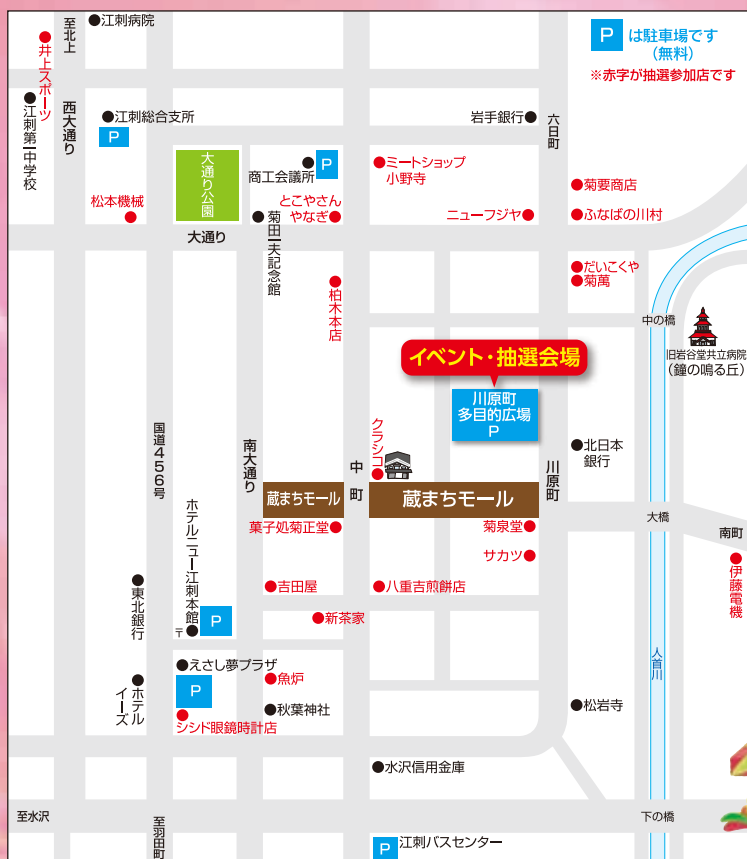 至北上
江刺病院
P
は駐車場です
(無料)
※赤字が抽選参加店です
井上スポーツ
江刺第一中学校
西大通り
江刺総合支所
P
岩手銀行
六日町
大通り公園
商工会議所
P
ミートショップ
小野寺
菊要商店
松本機械
とこやさん
やなぎ
ニューフジヤ
ふなばの川村
大通り
菊田一夫記念館
だいこくや
菊萬
柏木本店
中の橋
旧岩谷堂共立病院
(鐘の鳴る丘)
イベント・抽選会場
川原町
多目的広場
P
クラシコ
国道456号
南大通り
中町
川原町
北日本
銀行
蔵まちモール
蔵まちモール
大橋
南町
菓子処菊正堂
菊泉堂
サカツ
伊藤電機
ホテルニュー江刺本館
吉田屋
八重吉煎餅店
東北銀行
新茶家
〒
P
えさし夢プラザ
人首川
P
魚炉
ホテル
イーズ
秋葉神社
松岩寺
シシド眼鏡時計店
水沢信用金庫
至水沢
至羽田町
下の橋
P
江刺バスセンター